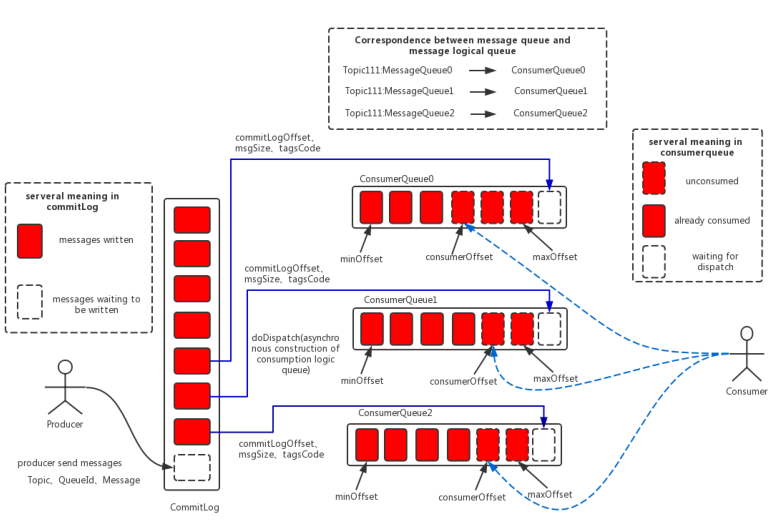 Correspondence between message queue and
message logical queue
Topic111:MessageQueue0 ConsumerQueue0
Topic111:MessageQueue1 ConsumerQueue1
Topic111:MessageQueue2 ConsumerQueue2
serveral meaning in
consumerqueue
unconsumed
already consumed
waiting for
dispatch
serveral meaning in
commitLog
messages written
messages waiting to
be written
commitLogOffset、
msgSize、tagsCode
ConsumerQueue0
minOffset
consumerOffset
maxOffset
commitLogOffset、
msgSize、tagsCode
ConsumerQueue1
doDispatch(asynchro
nous construction of
consumption logic
queue)
minOffset
consumerOffset
maxOffset
ConsumerQueue2
commitLogOffset、
msgSize、tagsCode
minOffset
consumerOffset
maxOffset
Consumer
Producer
producer send messages
Topic、QueueId、Message
CommitLog